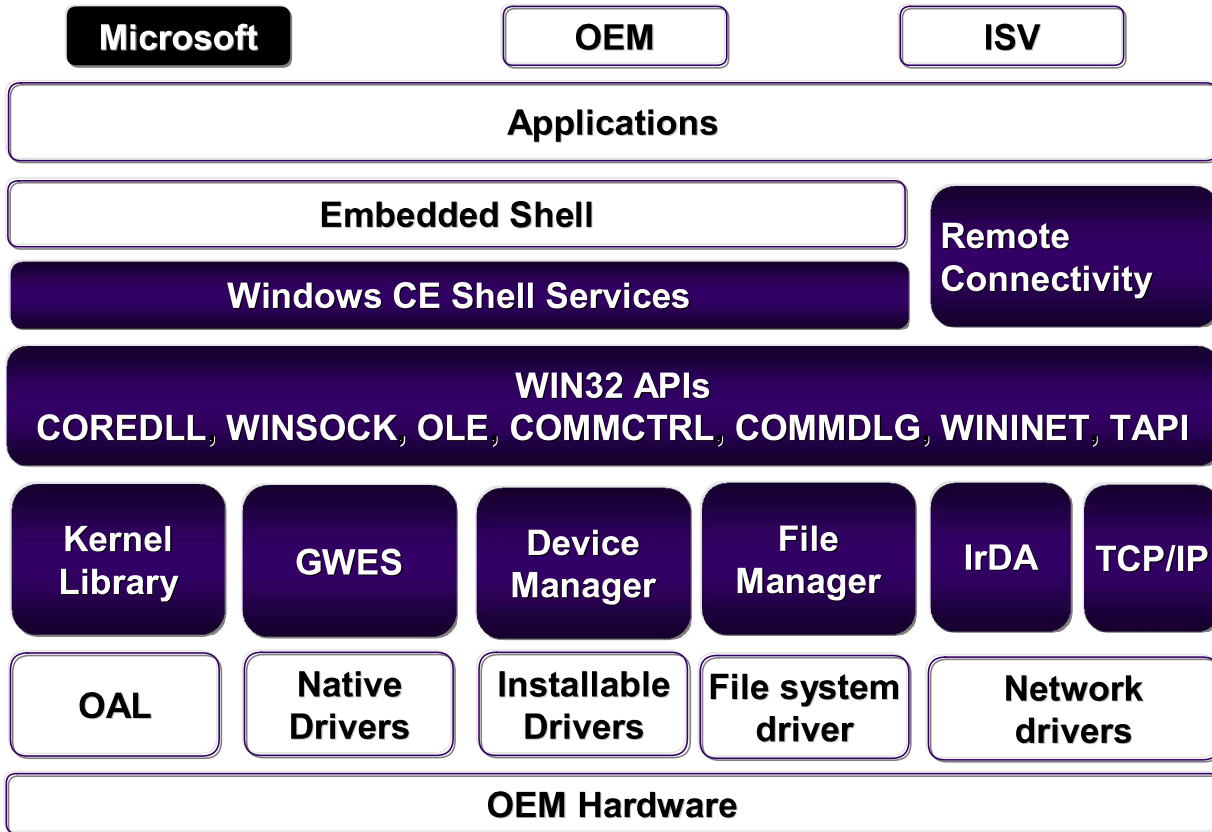 Microsoft
OEM
ISV
Applications
Embedded Shell
Remote
Connectivity
Windows CE Shell Services
WIN32 APIs
COREDLL, WINSOCK, OLE, COMMCTRL, COMMDLG, WININET, TAPI
Kernel
Library
GWES
Device
Manager
File
Manager
IrDA
TCP/IP
OAL
Native
Drivers
Installable
Drivers
File system
driver
Network
drivers
OEM Hardware